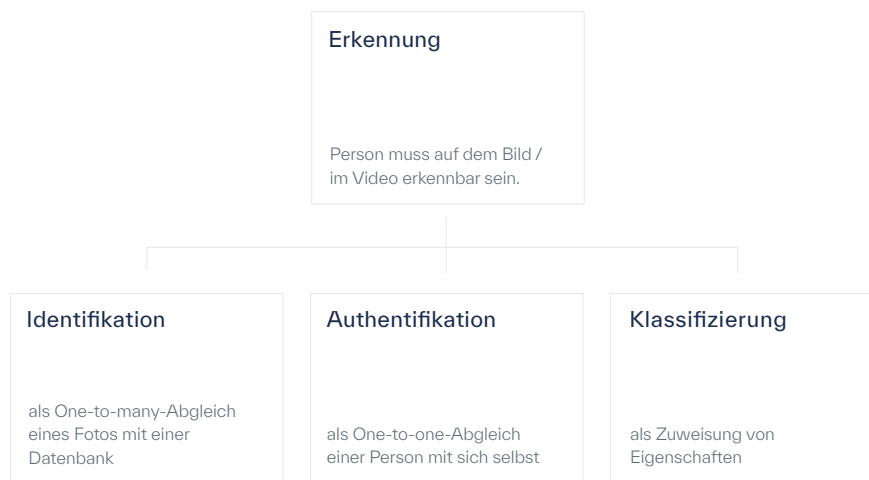 Erkennung
Person muss auf dem Bild /
im Video erkennbar sein.
Identifikation
als One-to-many-Abgleich
eines Fotos mit einer
Datenbank
Authentifikation
als One-to-one-Abgleich
einer Person mit sich selbst
Klassifizierung
als Zuweisung von
Eigenschaften